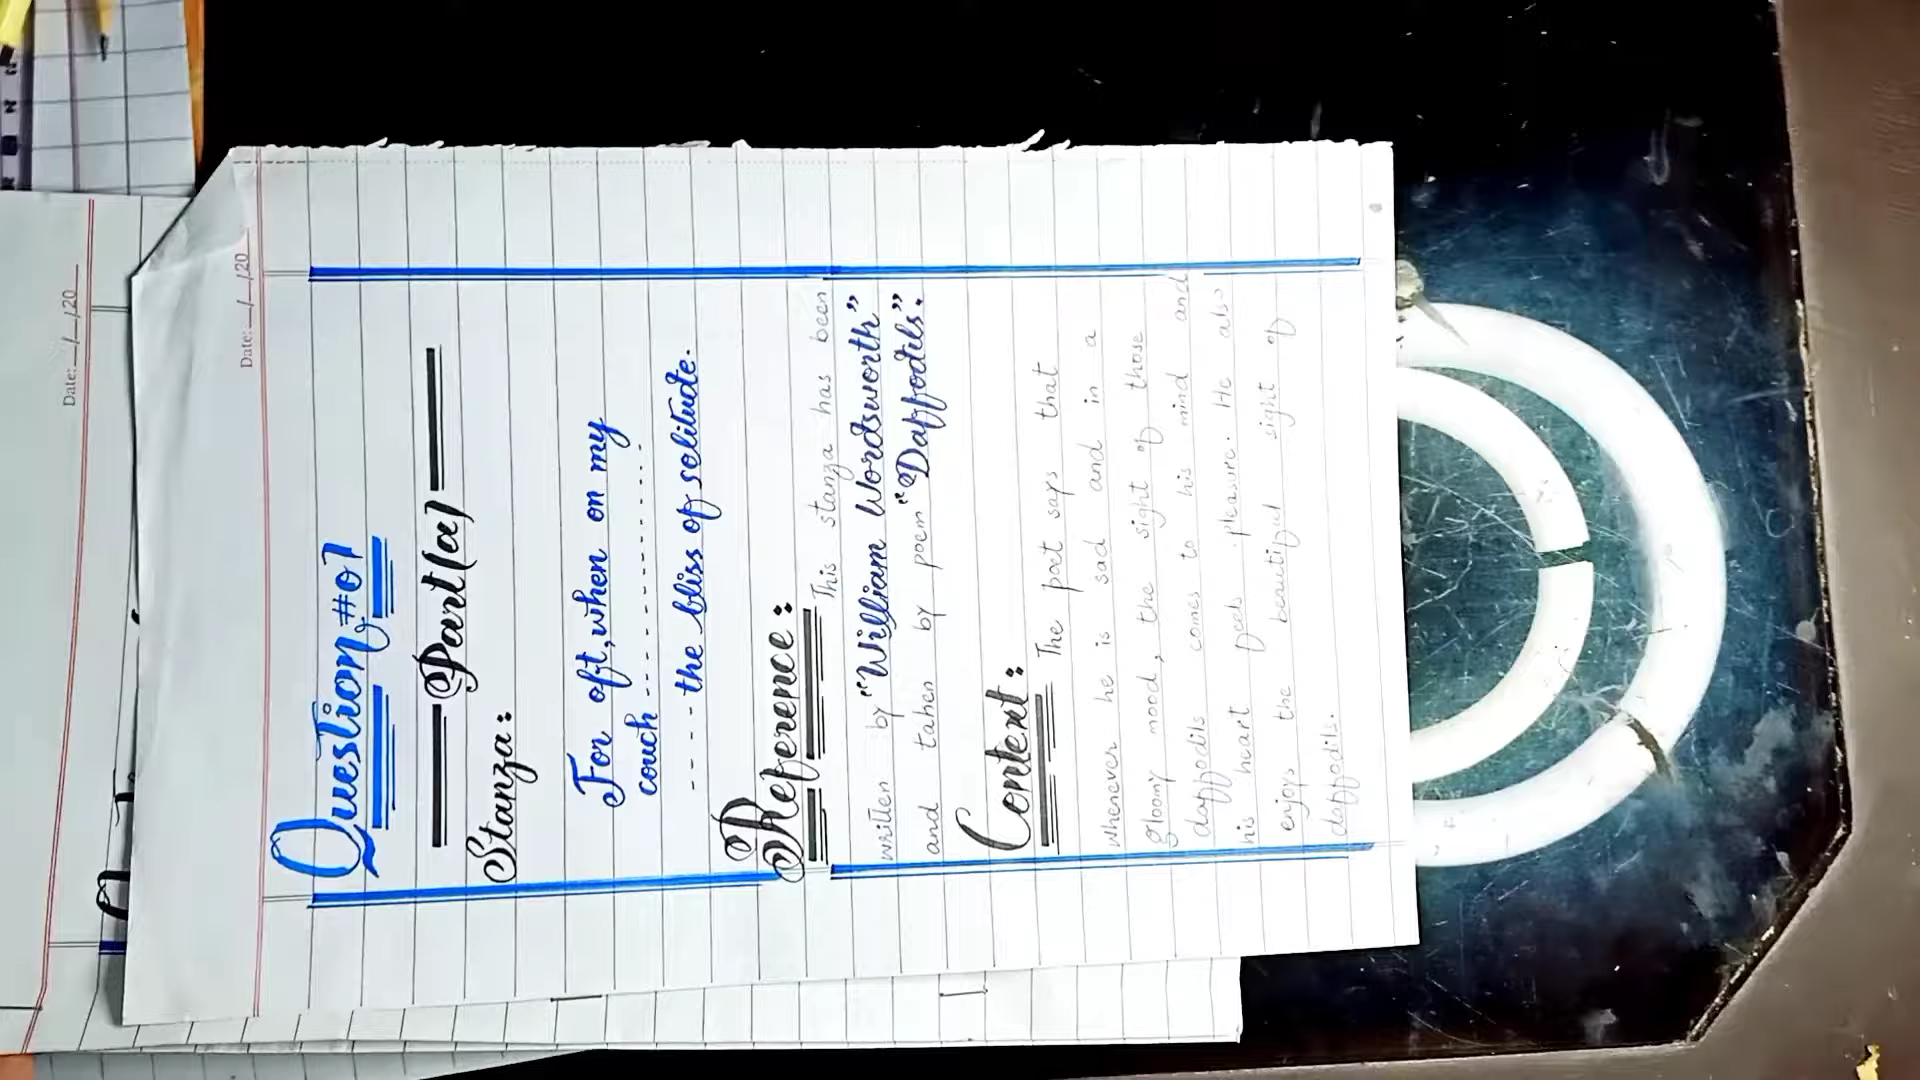 Date: __/__/20__
Date: __/__/20__
Question #07
Part (a)
Stanza:
For oft, when on my
couch ----------
---- the bliss of solitude.
Reference:
This stanza has been
written by "William Wordsworth"
and taken by poem "Daffodils".
Context:
The poet says that
whenever he is sad and in a
gloomy mood, the sight of those
daffodils comes to his mind and
his heart feels pleasure. He also
enjoys the beautiful sight of
daffodils.